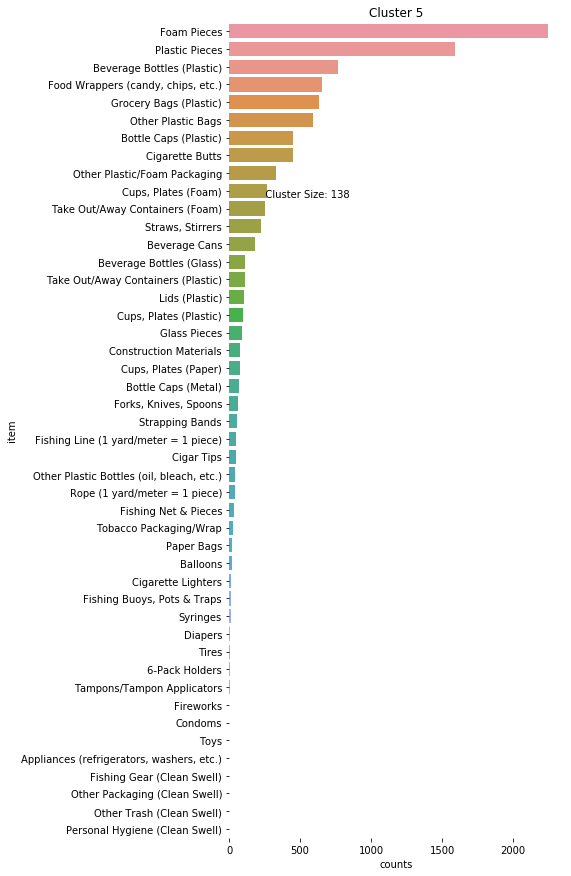 Cluster 5
Foam Pieces
Plastic Pieces
Beverage Bottles (Plastic)
Food Wrappers (candy, chips, etc.)
Grocery Bags (Plastic)
Other Plastic Bags
Bottle Caps (Plastic)
Cigarette Butts
Other Plastic/Foam Packaging
Cups, Plates (Foam)
Cluster Size: 138
Take Out/Away Containers (Foam)
Straws, Stirrers
Beverage Cans
Beverage Bottles (Glass)
Take Out/Away Containers (Plastic)
Lids (Plastic)
Cups, Plates (Plastic)
Glass Pieces
Construction Materials
Cups, Plates (Paper)
Bottle Caps (Metal)
Forks, Knives, Spoons
Strapping Bands
item
Fishing Line (1 yard/meter = 1 piece)
Cigar Tips
Other Plastic Bottles (oil, bleach, etc.)
Rope (1 yard/meter = 1 piece)
Fishing Net & Pieces
Tobacco Packaging/Wrap
Paper Bags
Balloons
Cigarette Lighters
Fishing Buoys, Pots & Traps
Syringes
Diapers
Tires
6-Pack Holders
Tampons/Tampon Applicators
Fireworks
Condoms
Toys
Appliances (refrigerators, washers, etc.)
Fishing Gear (Clean Swell)
Other Packaging (Clean Swell)
Other Trash (Clean Swell)
Personal Hygiene (Clean Swell)
0 500 1000 1500 2000
counts